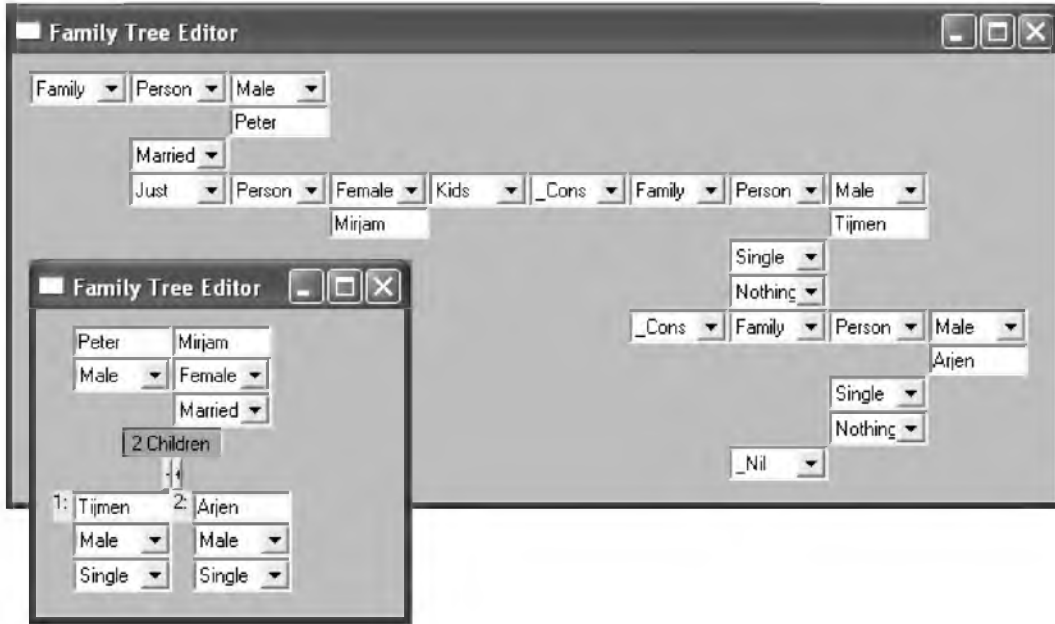 Family Tree Editor
Family Person Male
Peter
Married
Just Person Female Kids _Cons Family Person Male
Mirjam Tijmen
Single
Nothing
_Cons Family Person Male
Arjen
Single
Nothing
_Nil
Family Tree Editor
Peter Mirjam
Male Female
Married
2 Children
- +
1: Tijmen 2: Arjen
Male Male
Single Single